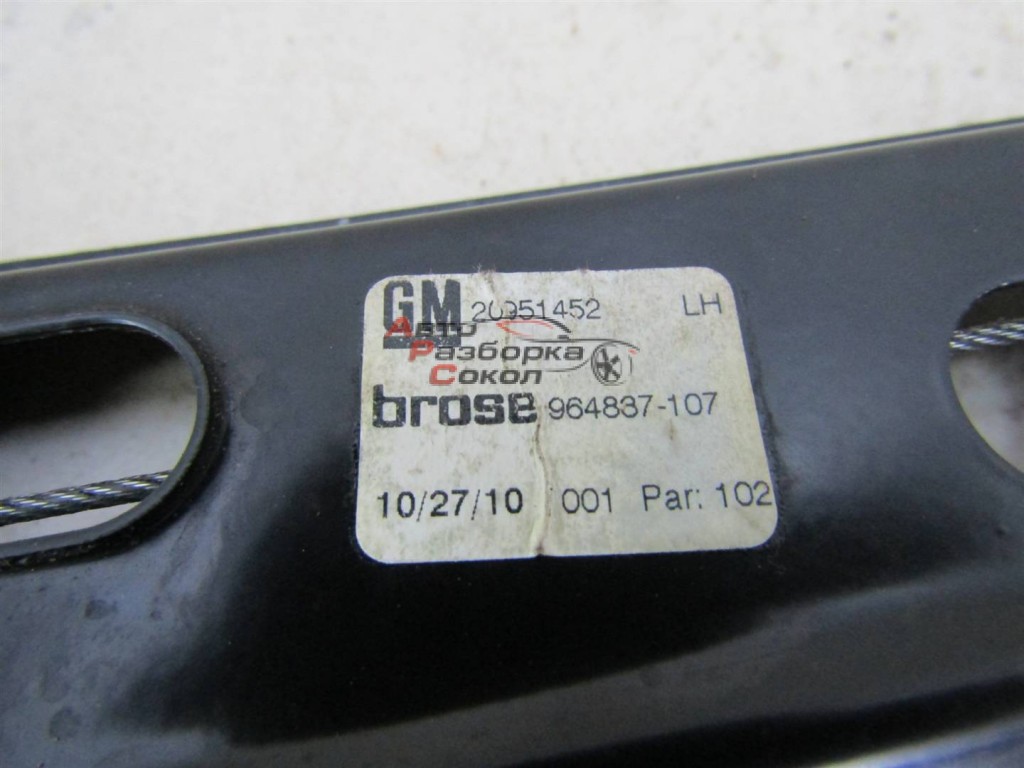 GM 20951452 LH
Авто
Разборка
Сокол
brose 964837-107
10/27/10 001 Par: 102